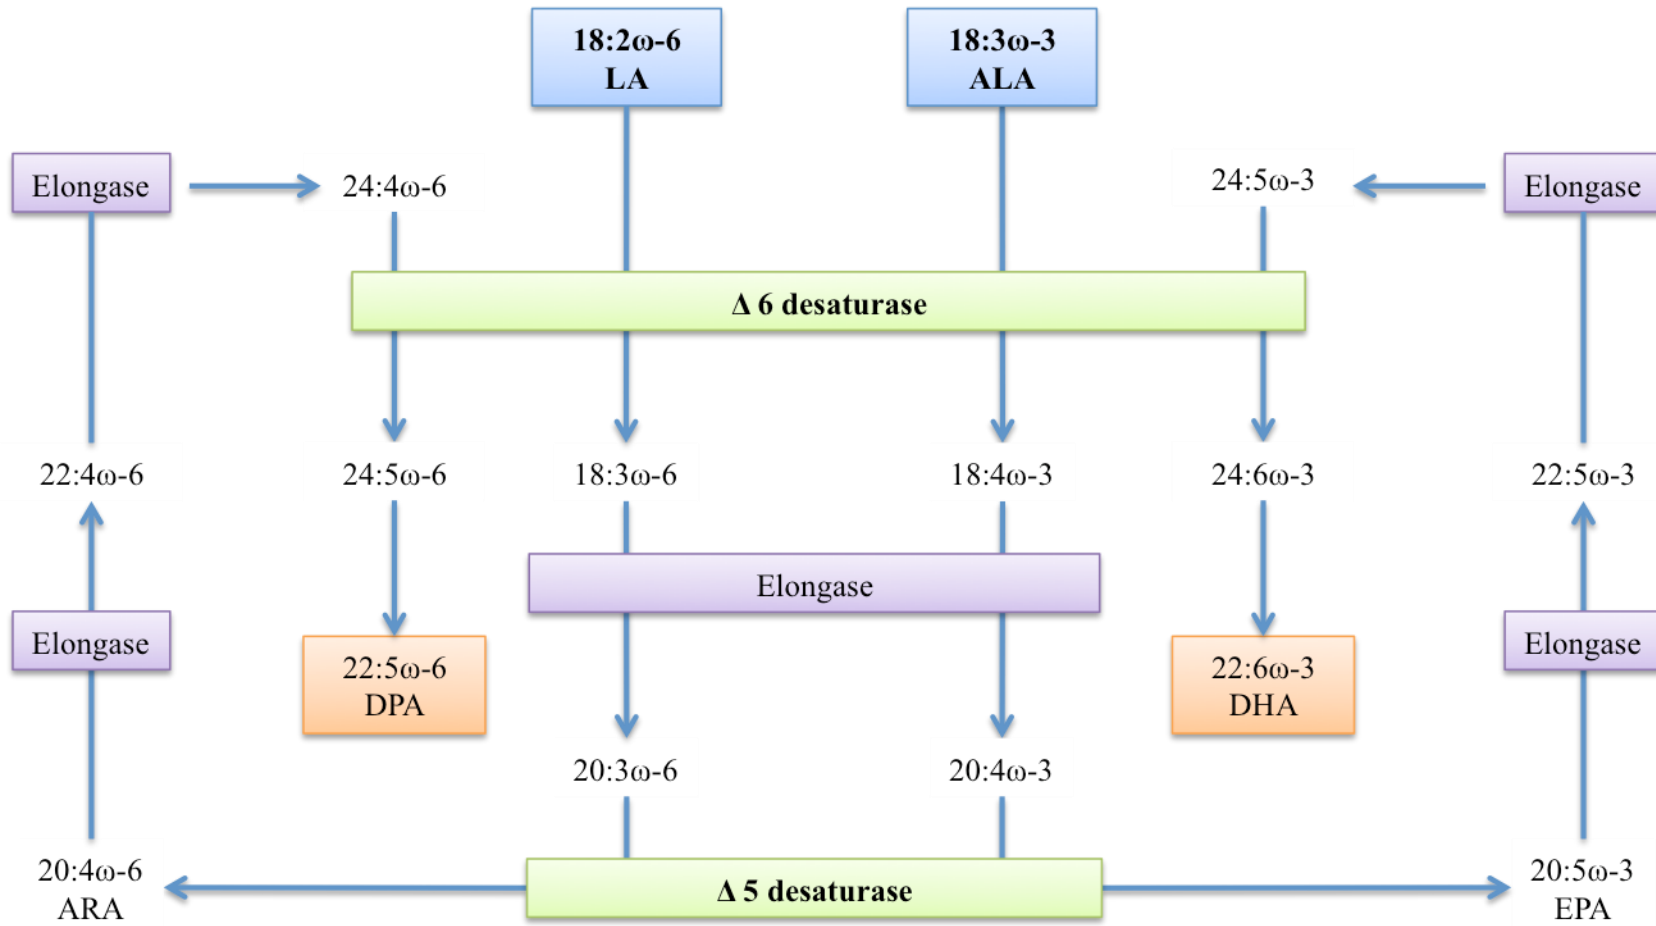 18:2ω-6
LA
18:3ω-3
ALA
Elongase
24:4ω-6
24:5ω-3
Elongase
Δ 6 desaturase
22:4ω-6
24:5ω-6
18:3ω-6
18:4ω-3
24:6ω-3
22:5ω-3
Elongase
Elongase
Elongase
22:5ω-6
DPA
22:6ω-3
DHA
20:3ω-6
20:4ω-3
20:4ω-6
ARA
Δ 5 desaturase
20:5ω-3
EPA